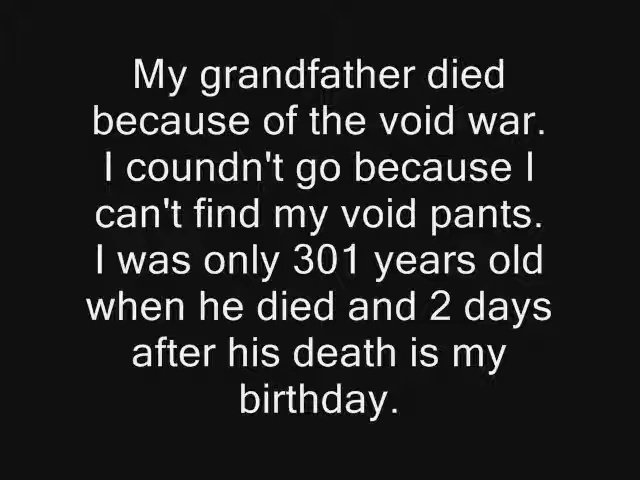 My grandfather died
because of the void war.
I coundn't go because I
can't find my void pants.
I was only 301 years old
when he died and 2 days
after his death is my
birthday.